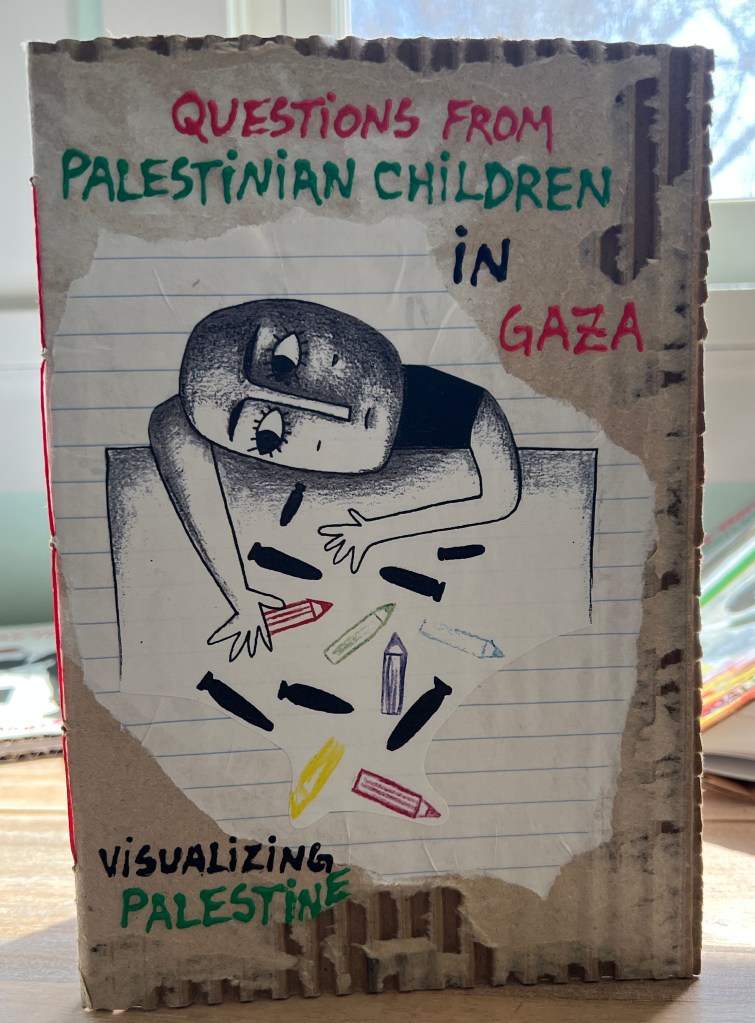 QUESTIONS FROM
PALESTINIAN CHILDREN
IN
GAZA
VISUALIZING
PALESTINE